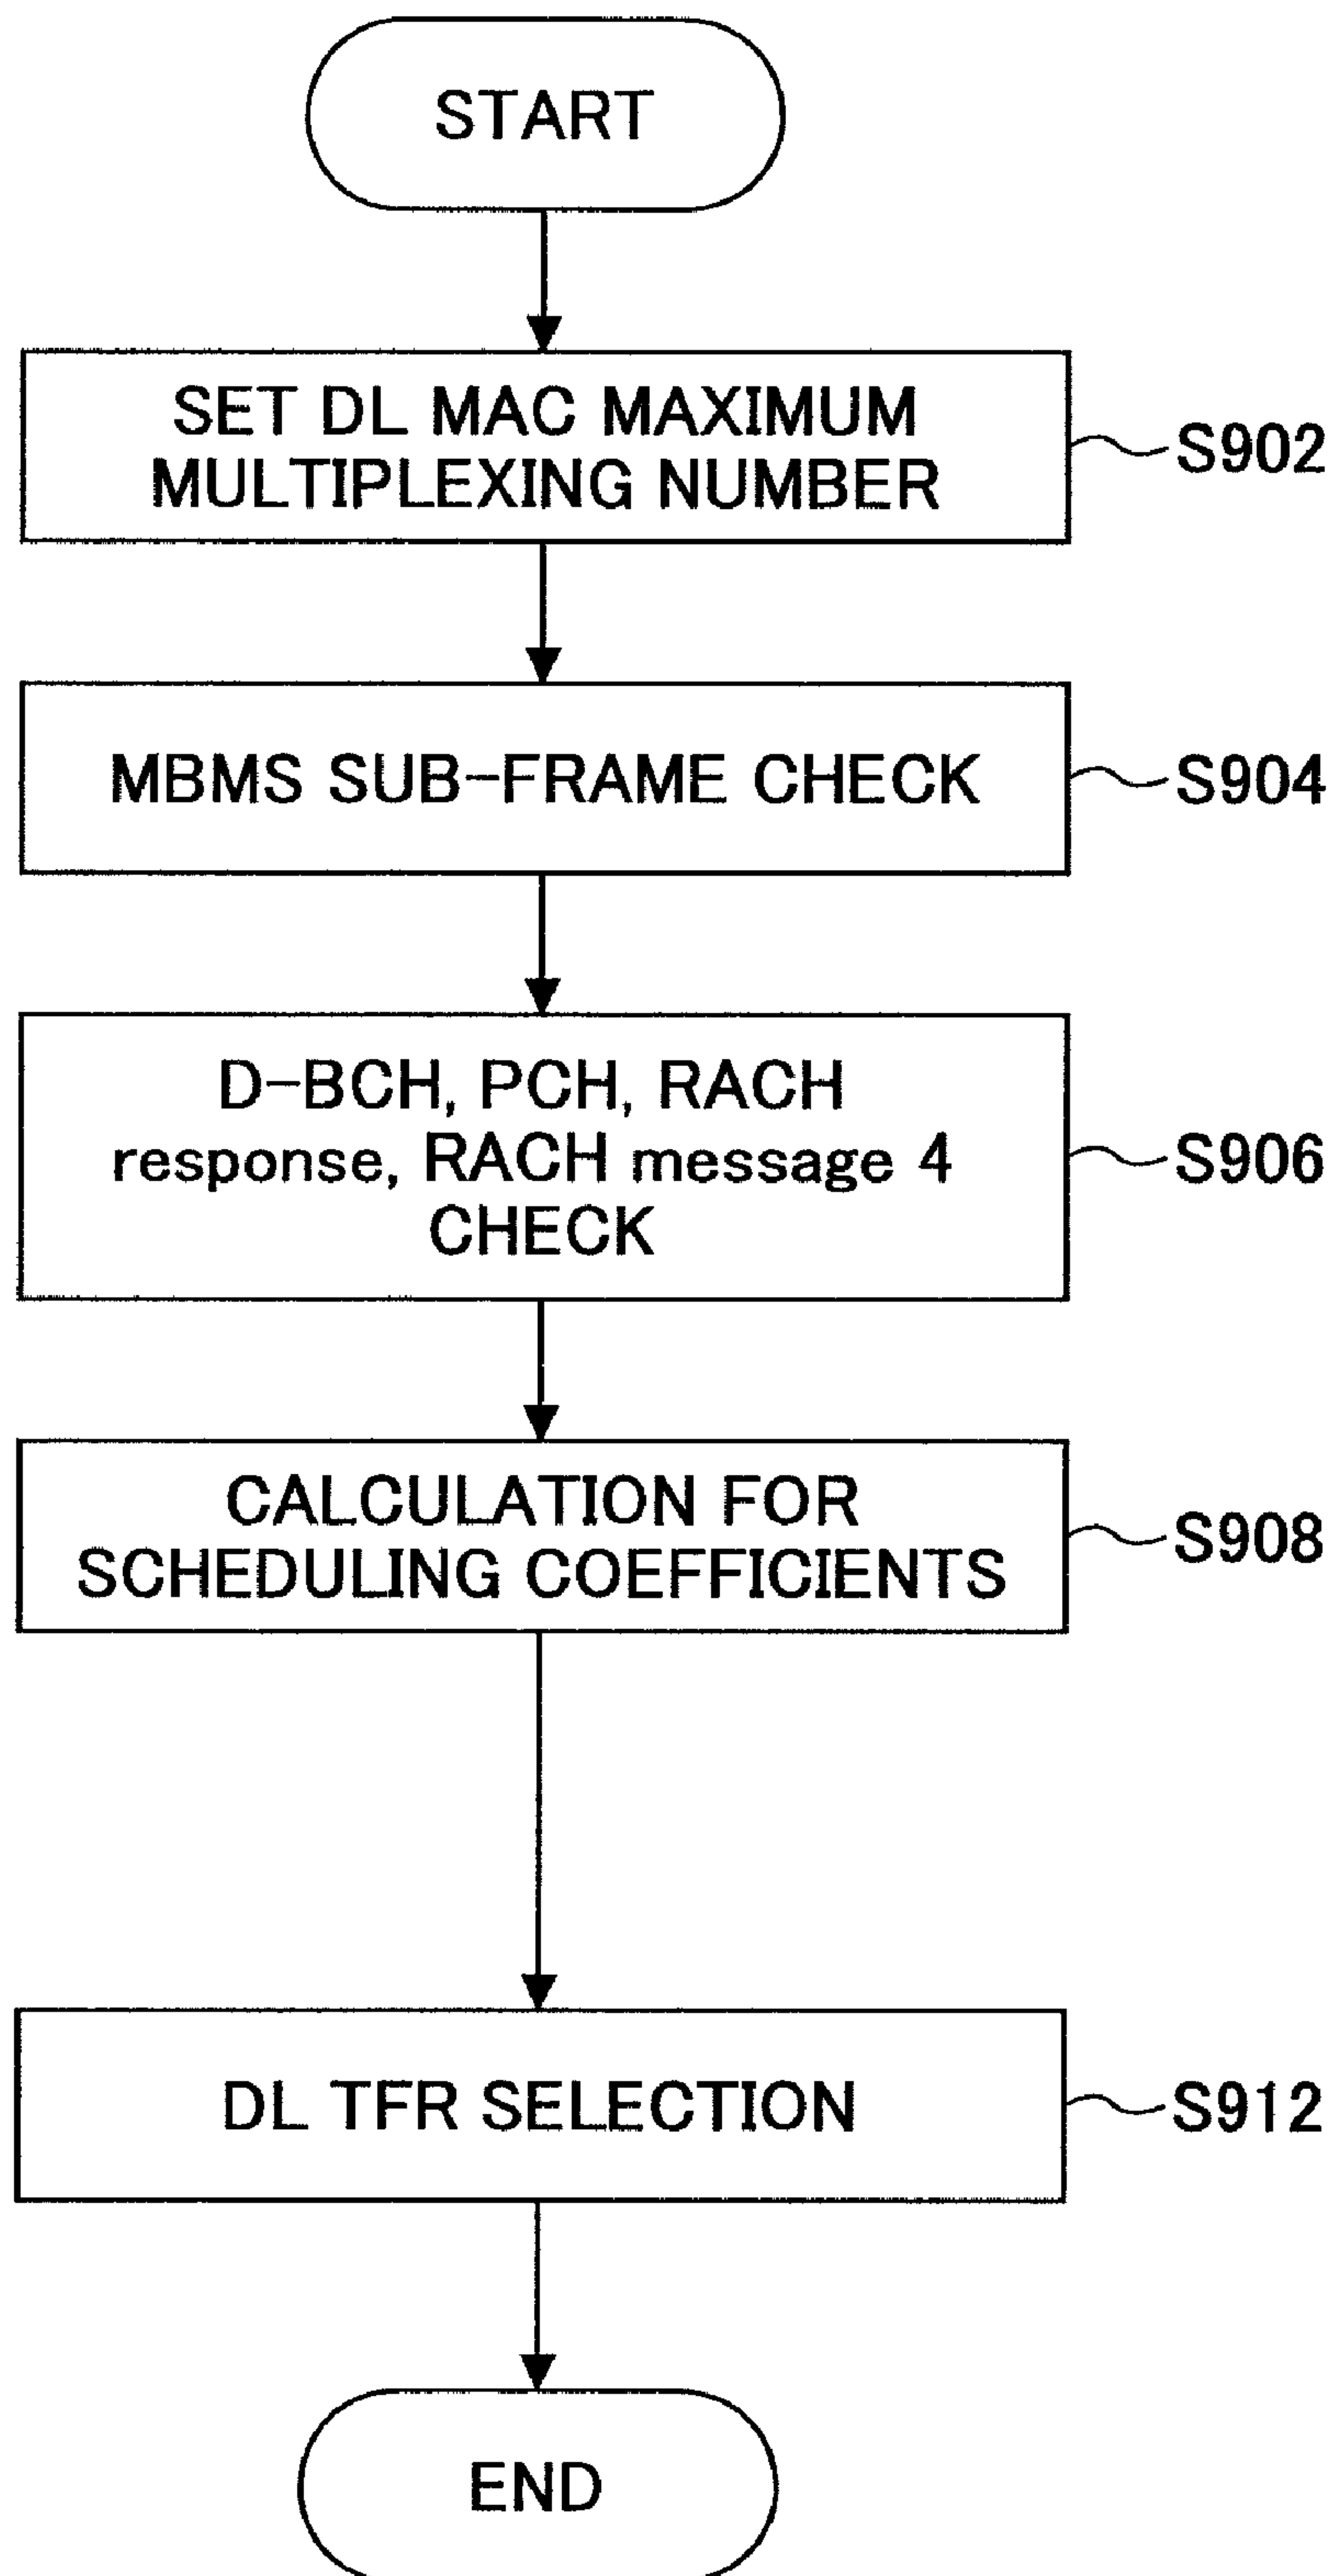 START
SET DL MAC MAXIMUM
MULTIPLEXING NUMBER
S902
MBMS SUB-FRAME CHECK
S904
D-BCH, PCH, RACH
response, RACH message 4
CHECK
S906
CALCULATION FOR
SCHEDULING COEFFICIENTS
S908
DL TFR SELECTION
S912
END